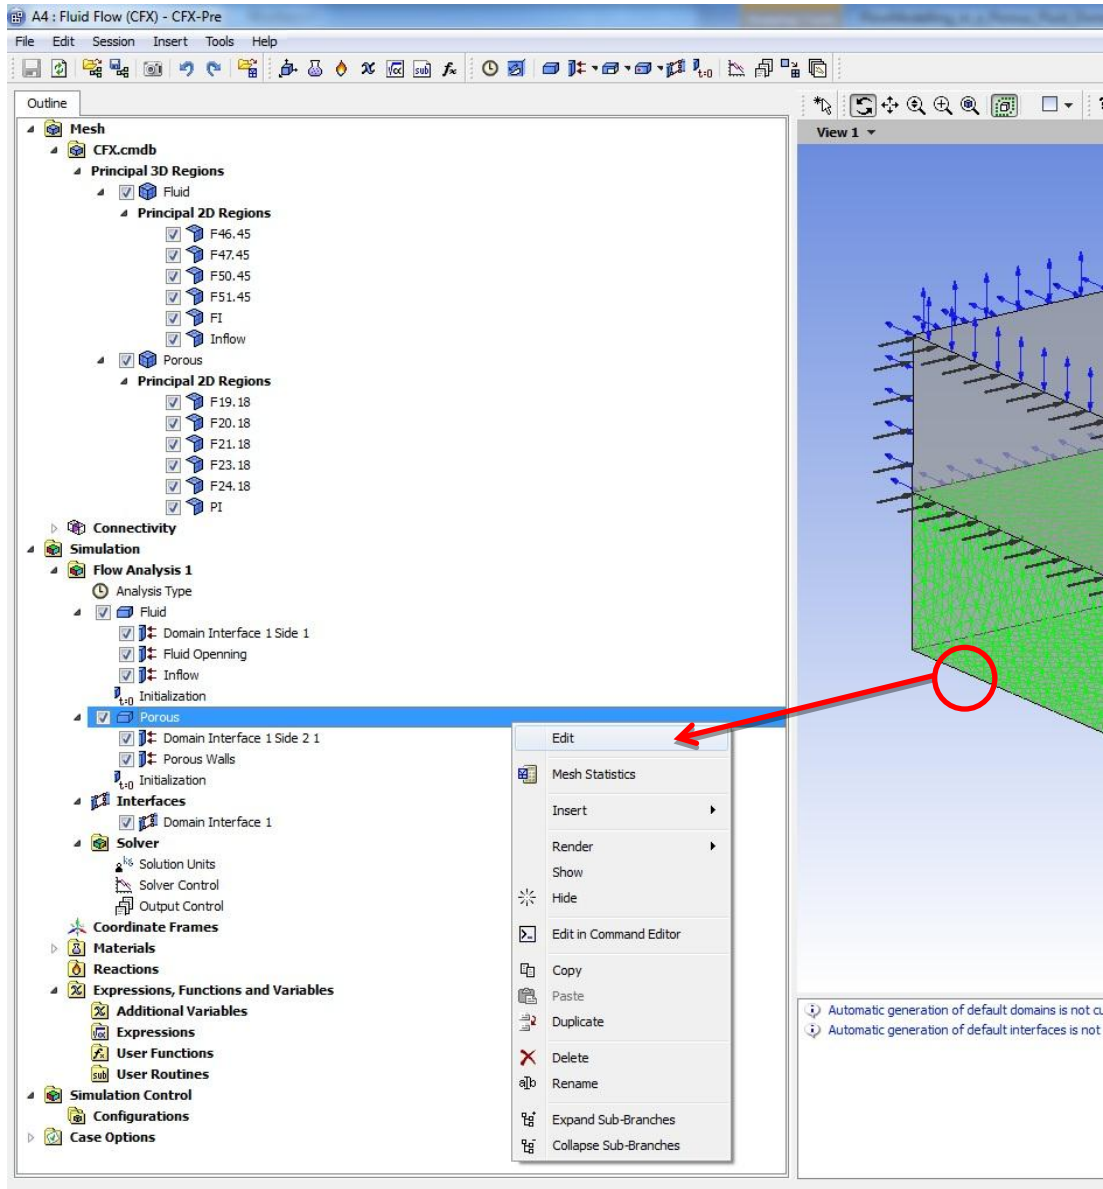 A4 : Fluid Flow (CFX) - CFX-Pre
File Edit Session Insert Tools Help
Outline
View 1
Mesh
CFX.cmdb
Principal 3D Regions
Fluid
Principal 2D Regions
F46.45
F47.45
F50.45
F51.45
FI
Inflow
Porous
Principal 2D Regions
F19.18
F20.18
F21.18
F23.18
F24.18
PI
Connectivity
Simulation
Flow Analysis 1
Analysis Type
Fluid
Domain Interface 1 Side 1
Fluid Openning
Inflow
Initialization
Porous
Domain Interface 1 Side 2 1
Porous Walls
Initialization
Interfaces
Domain Interface 1
Solver
Solution Units
Solver Control
Output Control
Coordinate Frames
Materials
Reactions
Expressions, Functions and Variables
Additional Variables
Expressions
User Functions
User Routines
Simulation Control
Configurations
Case Options
Edit
Mesh Statistics
Insert
Render
Show
Hide
Edit in Command Editor
Copy
Paste
Duplicate
Delete
Rename
Expand Sub-Branches
Collapse Sub-Branches
Automatic generation of default domains is not cu
Automatic generation of default interfaces is not